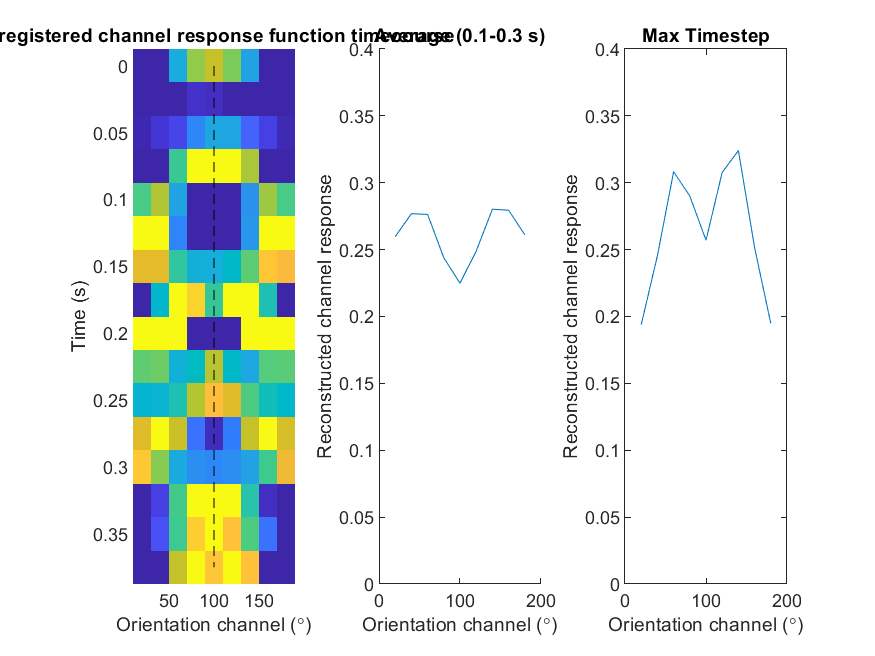 registered channel response function timecourse
Average (0.1-0.3 s)
Max Timestep
0
0.05
0.1
0.15
0.2
0.25
0.3
0.35
Time (s)
50 100 150
Orientation channel (°)
0.4
0.35
0.3
0.25
0.2
0.15
0.1
0.05
0
Reconstructed channel response
0 100 200
Orientation channel (°)
0.4
0.35
0.3
0.25
0.2
0.15
0.1
0.05
0
Reconstructed channel response
0 100 200
Orientation channel (°)